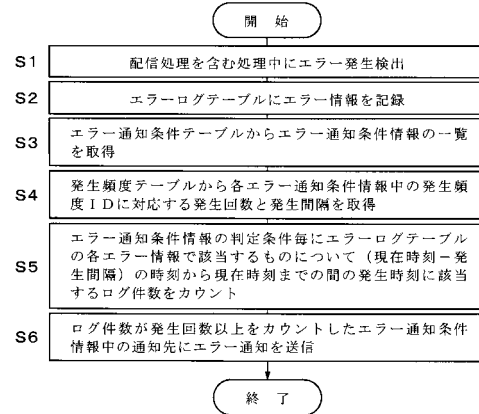 開始
S1
配信処理を含む処理中にエラー発生検出
S2
エラーログテーブルにエラー情報を記録
S3
エラー通知条件テーブルからエラー通知条件情報の一覧
を取得
S4
発生頻度テーブルから各エラー通知条件情報中の発生頻
度IDに対応する発生回数と発生間隔を取得
S5
エラー通知条件情報の判定条件毎にエラーログテーブル
の各エラー情報で該当するものについて(現在時刻-発
生間隔)の時刻から現在時刻までの間の発生時刻に該当
するログ件数をカウント
S6
ログ件数が発生回数以上をカウントしたエラー通知条件
情報中の通知先にエラー通知を送信
終了